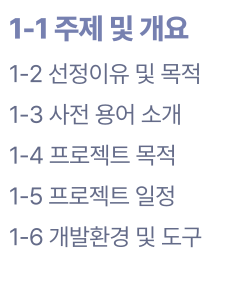 1-1 주제 및 개요
1-2 선정이유 및 목적
1-3 사전 용어 소개
1-4 프로젝트 목적
1-5 프로젝트 일정
1-6 개발환경 및 도구